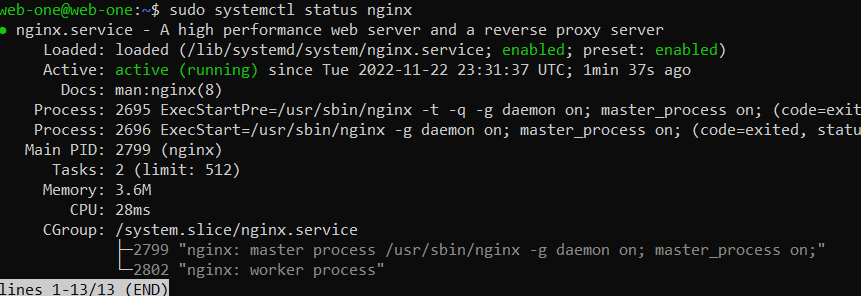 web-one@web-one:~$ sudo systemctl status nginx
● nginx.service - A high performance web server and a reverse proxy server
Loaded: loaded (/lib/systemd/system/nginx.service; enabled; preset: enabled)
Active: active (running) since Tue 2022-11-22 23:31:37 UTC; 1min 37s ago
Docs: man:nginx(8)
Process: 2695 ExecStartPre=/usr/sbin/nginx -t -q -g daemon on; master_process on; (code=exit
Process: 2696 ExecStart=/usr/sbin/nginx -g daemon on; master_process on; (code=exited, statu
Main PID: 2799 (nginx)
Tasks: 2 (limit: 512)
Memory: 3.6M
CPU: 28ms
CGroup: /system.slice/nginx.service
├─2799 "nginx: master process /usr/sbin/nginx -g daemon on; master_process on;"
└─2802 "nginx: worker process"
lines 1-13/13 (END)